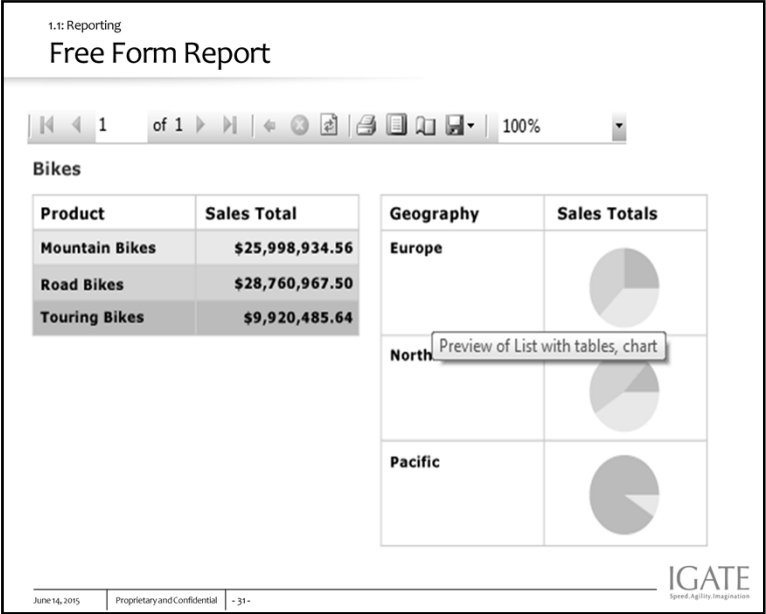 1.1: Reporting
Free Form Report
1 of 1 100%
Bikes
Product Sales Total
Mountain Bikes $25,998,934.56
Road Bikes $28,760,967.50
Touring Bikes $9,920,485.64
Geography Sales Totals
Europe
Preview of List with tables, chart
North
Pacific
June 14, 2015 Proprietary and Confidential - 31 -
IGATE
Speed.Agility.Imagination